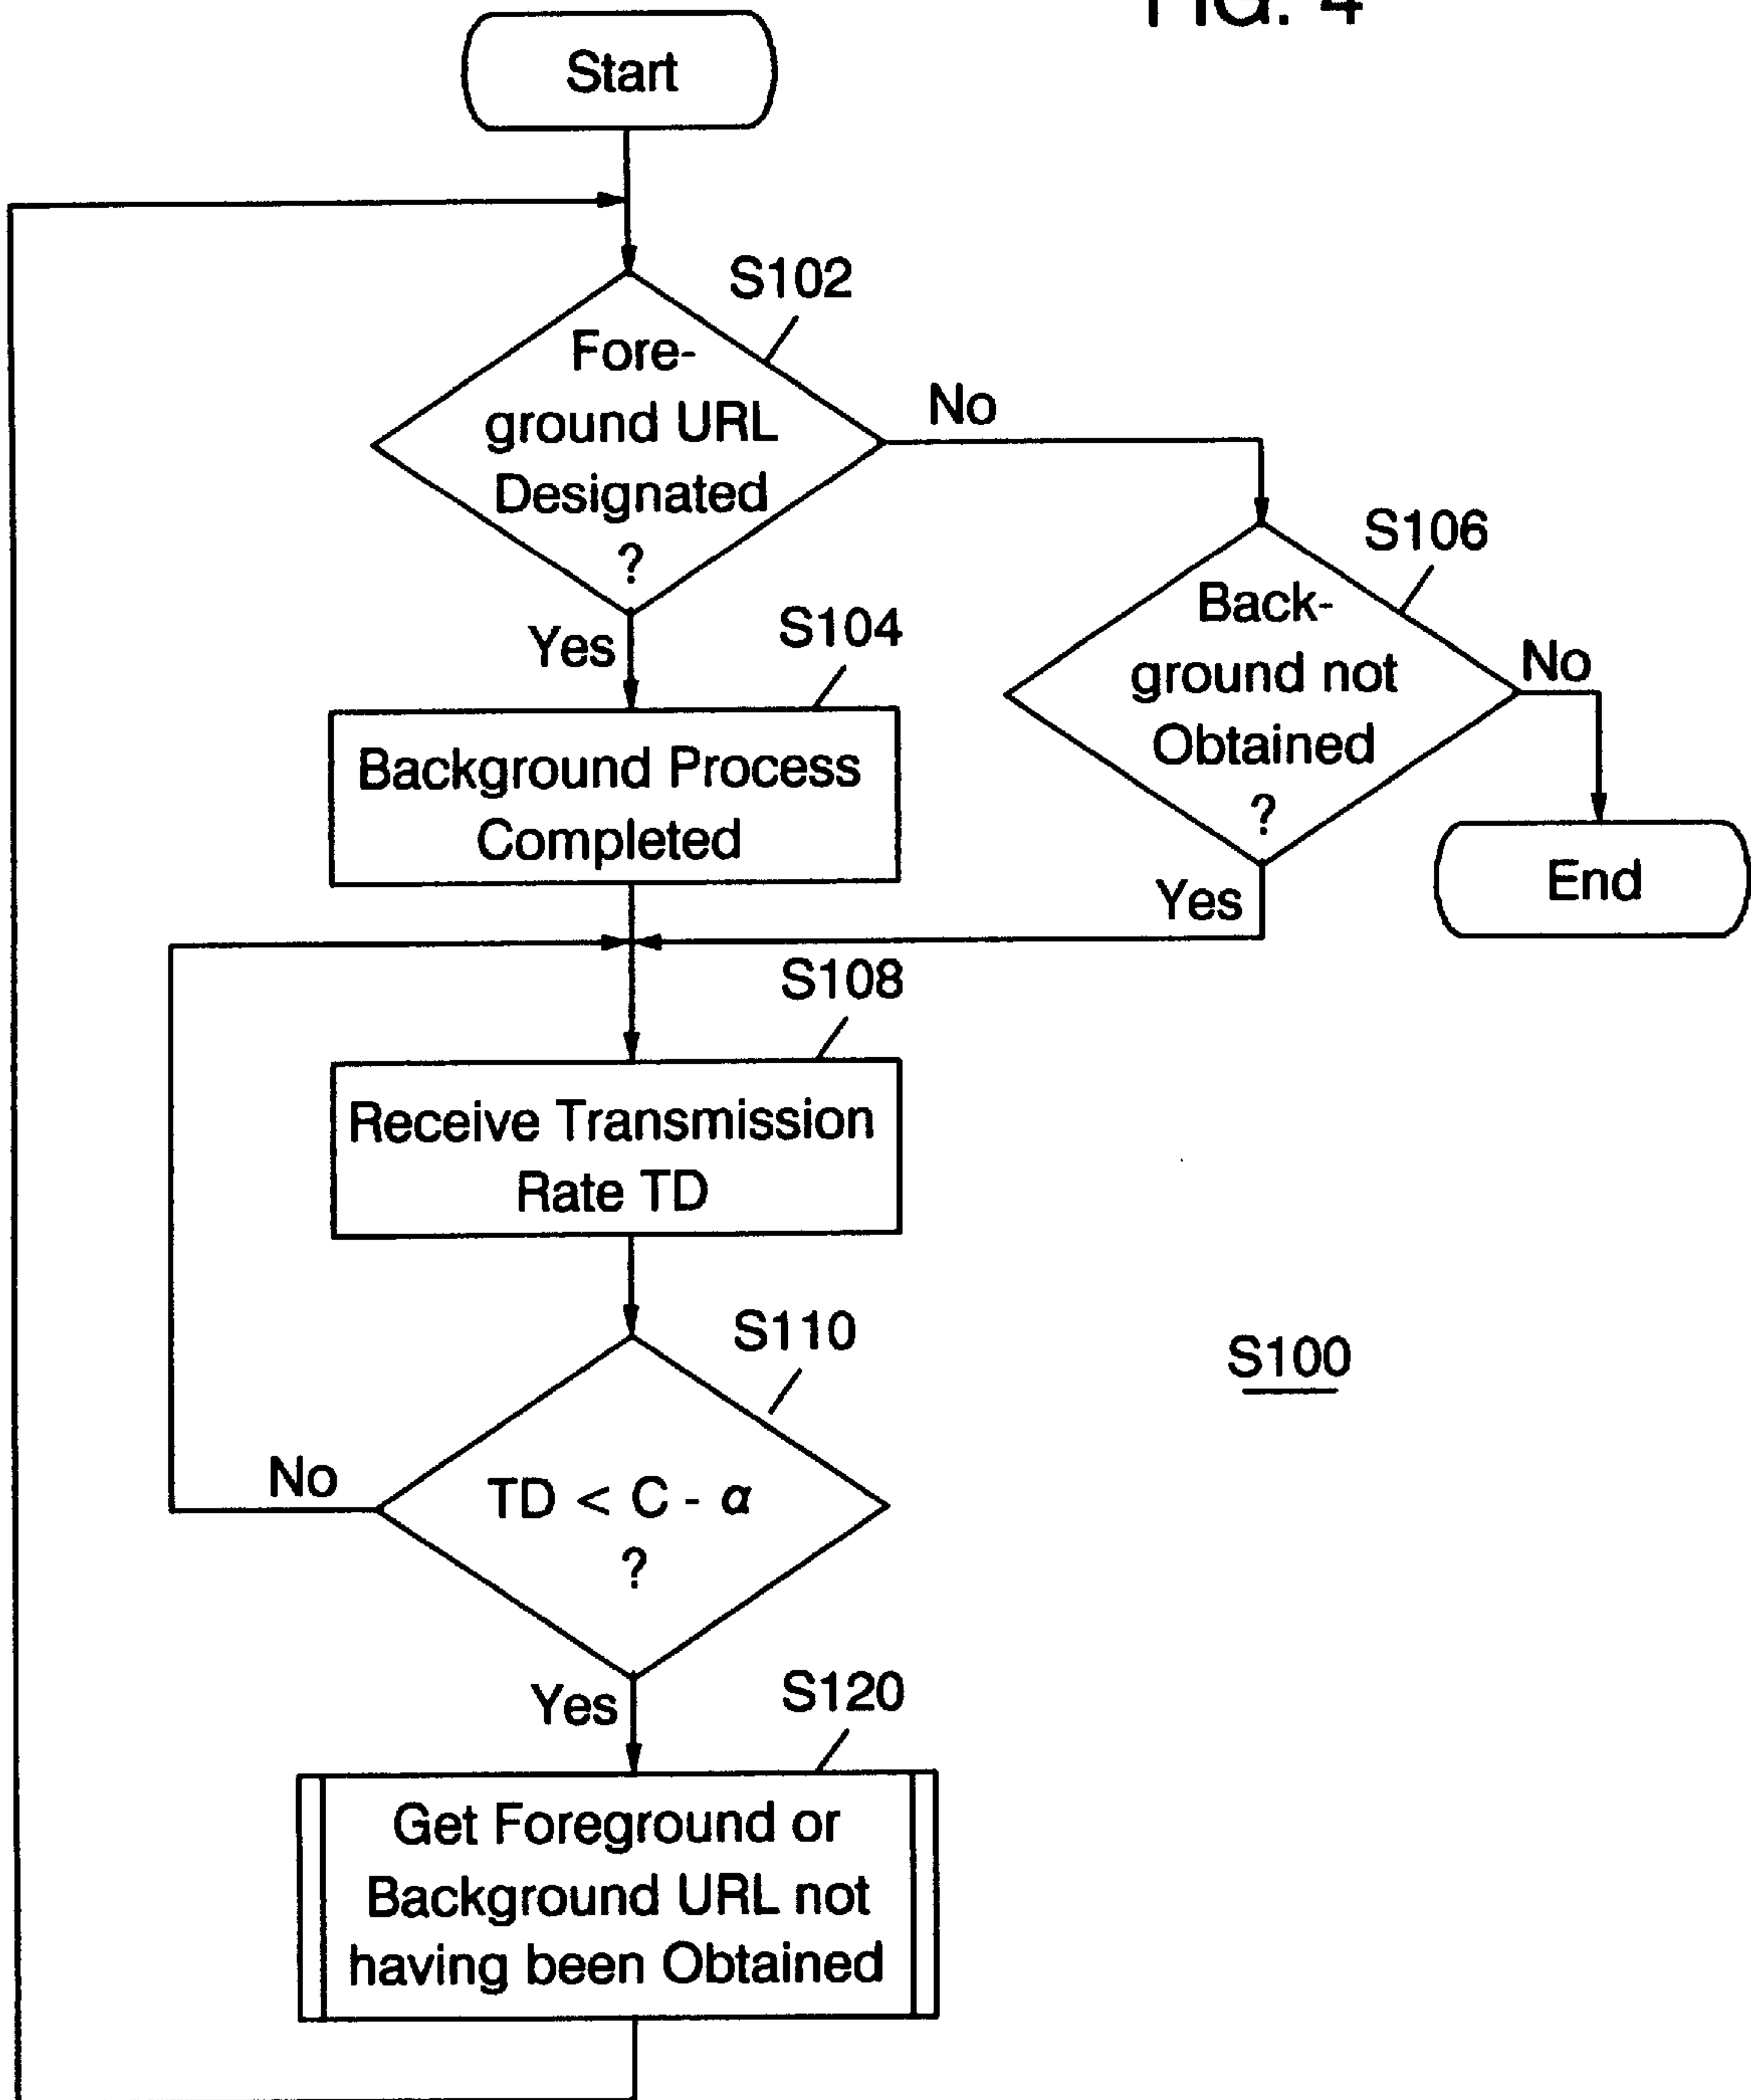 FIG. 4
Start
S102
Fore-
ground URL
Designated
?
No
Yes
S104
S106
Back-
ground not
Obtained
?
No
Yes
End
Background Process
Completed
S108
Receive Transmission
Rate TD
S110
TD < C - α
?
No
Yes
S100
S120
Get Foreground or
Background URL not
having been Obtained